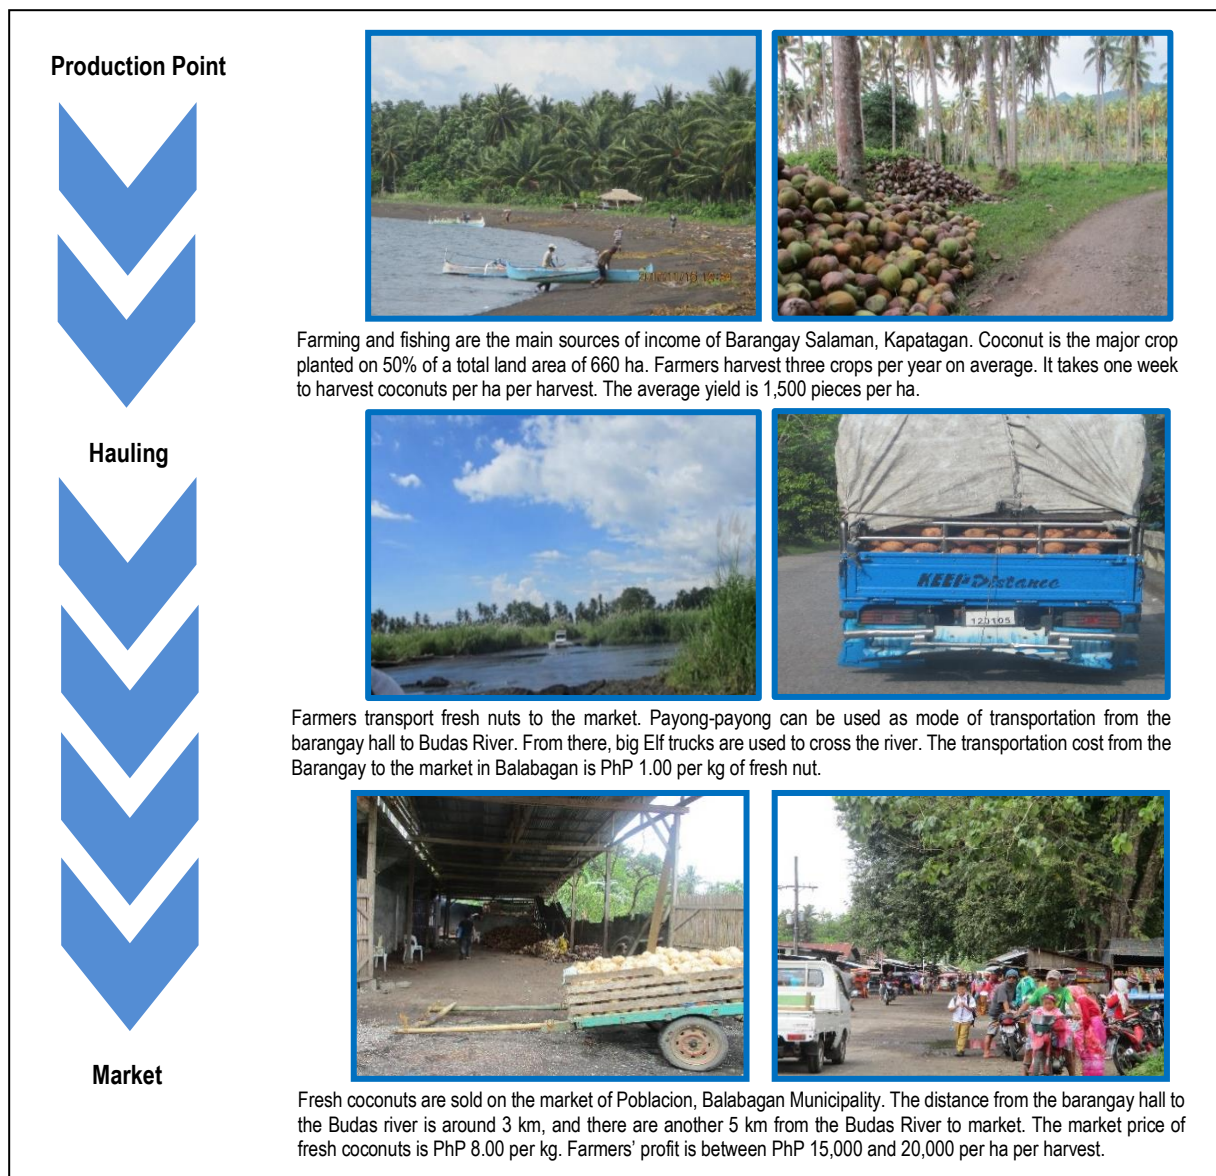 Production Point
Farming and fishing are the main sources of income of Barangay Salaman, Kapatagan. Coconut is the major crop
planted on 50% of a total land area of 660 ha. Farmers harvest three crops per year on average. It takes one week
to harvest coconuts per ha per harvest. The average yield is 1,500 pieces per ha.
Hauling
KEEP Distance
120105
Farmers transport fresh nuts to the market. Payong-payong can be used as mode of transportation from the
barangay hall to Budas River. From there, big Elf trucks are used to cross the river. The transportation cost from the
Barangay to the market in Balabagan is PhP 1.00 per kg of fresh nut.
Market
Fresh coconuts are sold on the market of Poblacion, Balabagan Municipality. The distance from the barangay hall to
the Budas river is around 3 km, and there are another 5 km from the Budas River to market. The market price of
fresh coconuts is PhP 8.00 per kg. Farmers' profit is between PhP 15,000 and 20,000 per ha per harvest.